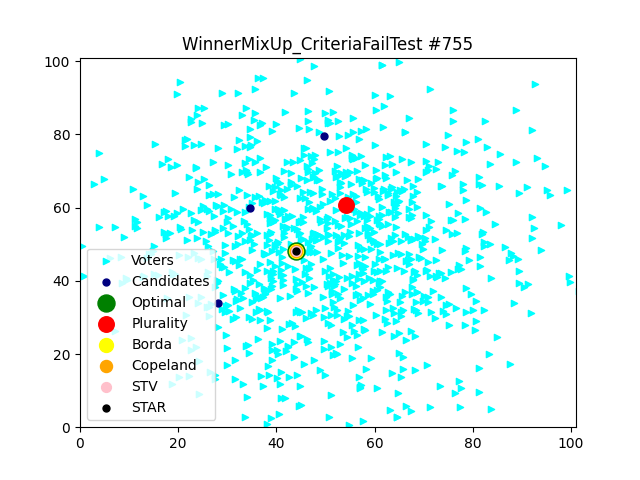 WinnerMixUp_CriteriaFailTest #755
100
80
60
40
20
0
0
20
40
60
80
100
Voters
Candidates
Optimal
Plurality
Borda
Copeland
STV
STAR